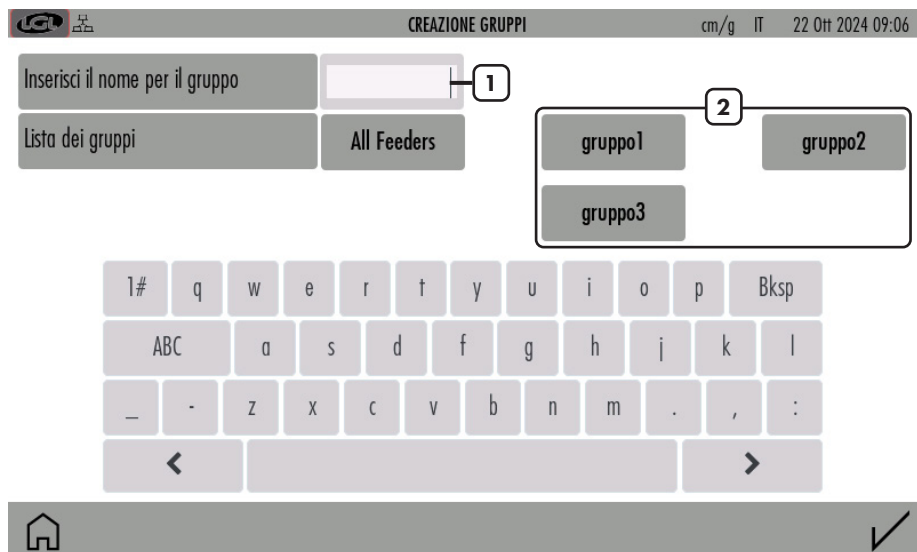 LGL CREAZIONE GRUPPI cm/g IT 22 Ott 2024 09:06
Inserisci il nome per il gruppo 1
2
Lista dei gruppi All Feeders gruppo1 gruppo2
gruppo3
1# q w e r t y u i o p Bksp
ABC a s d f g h j k l
_ - z x c v b n m . , :